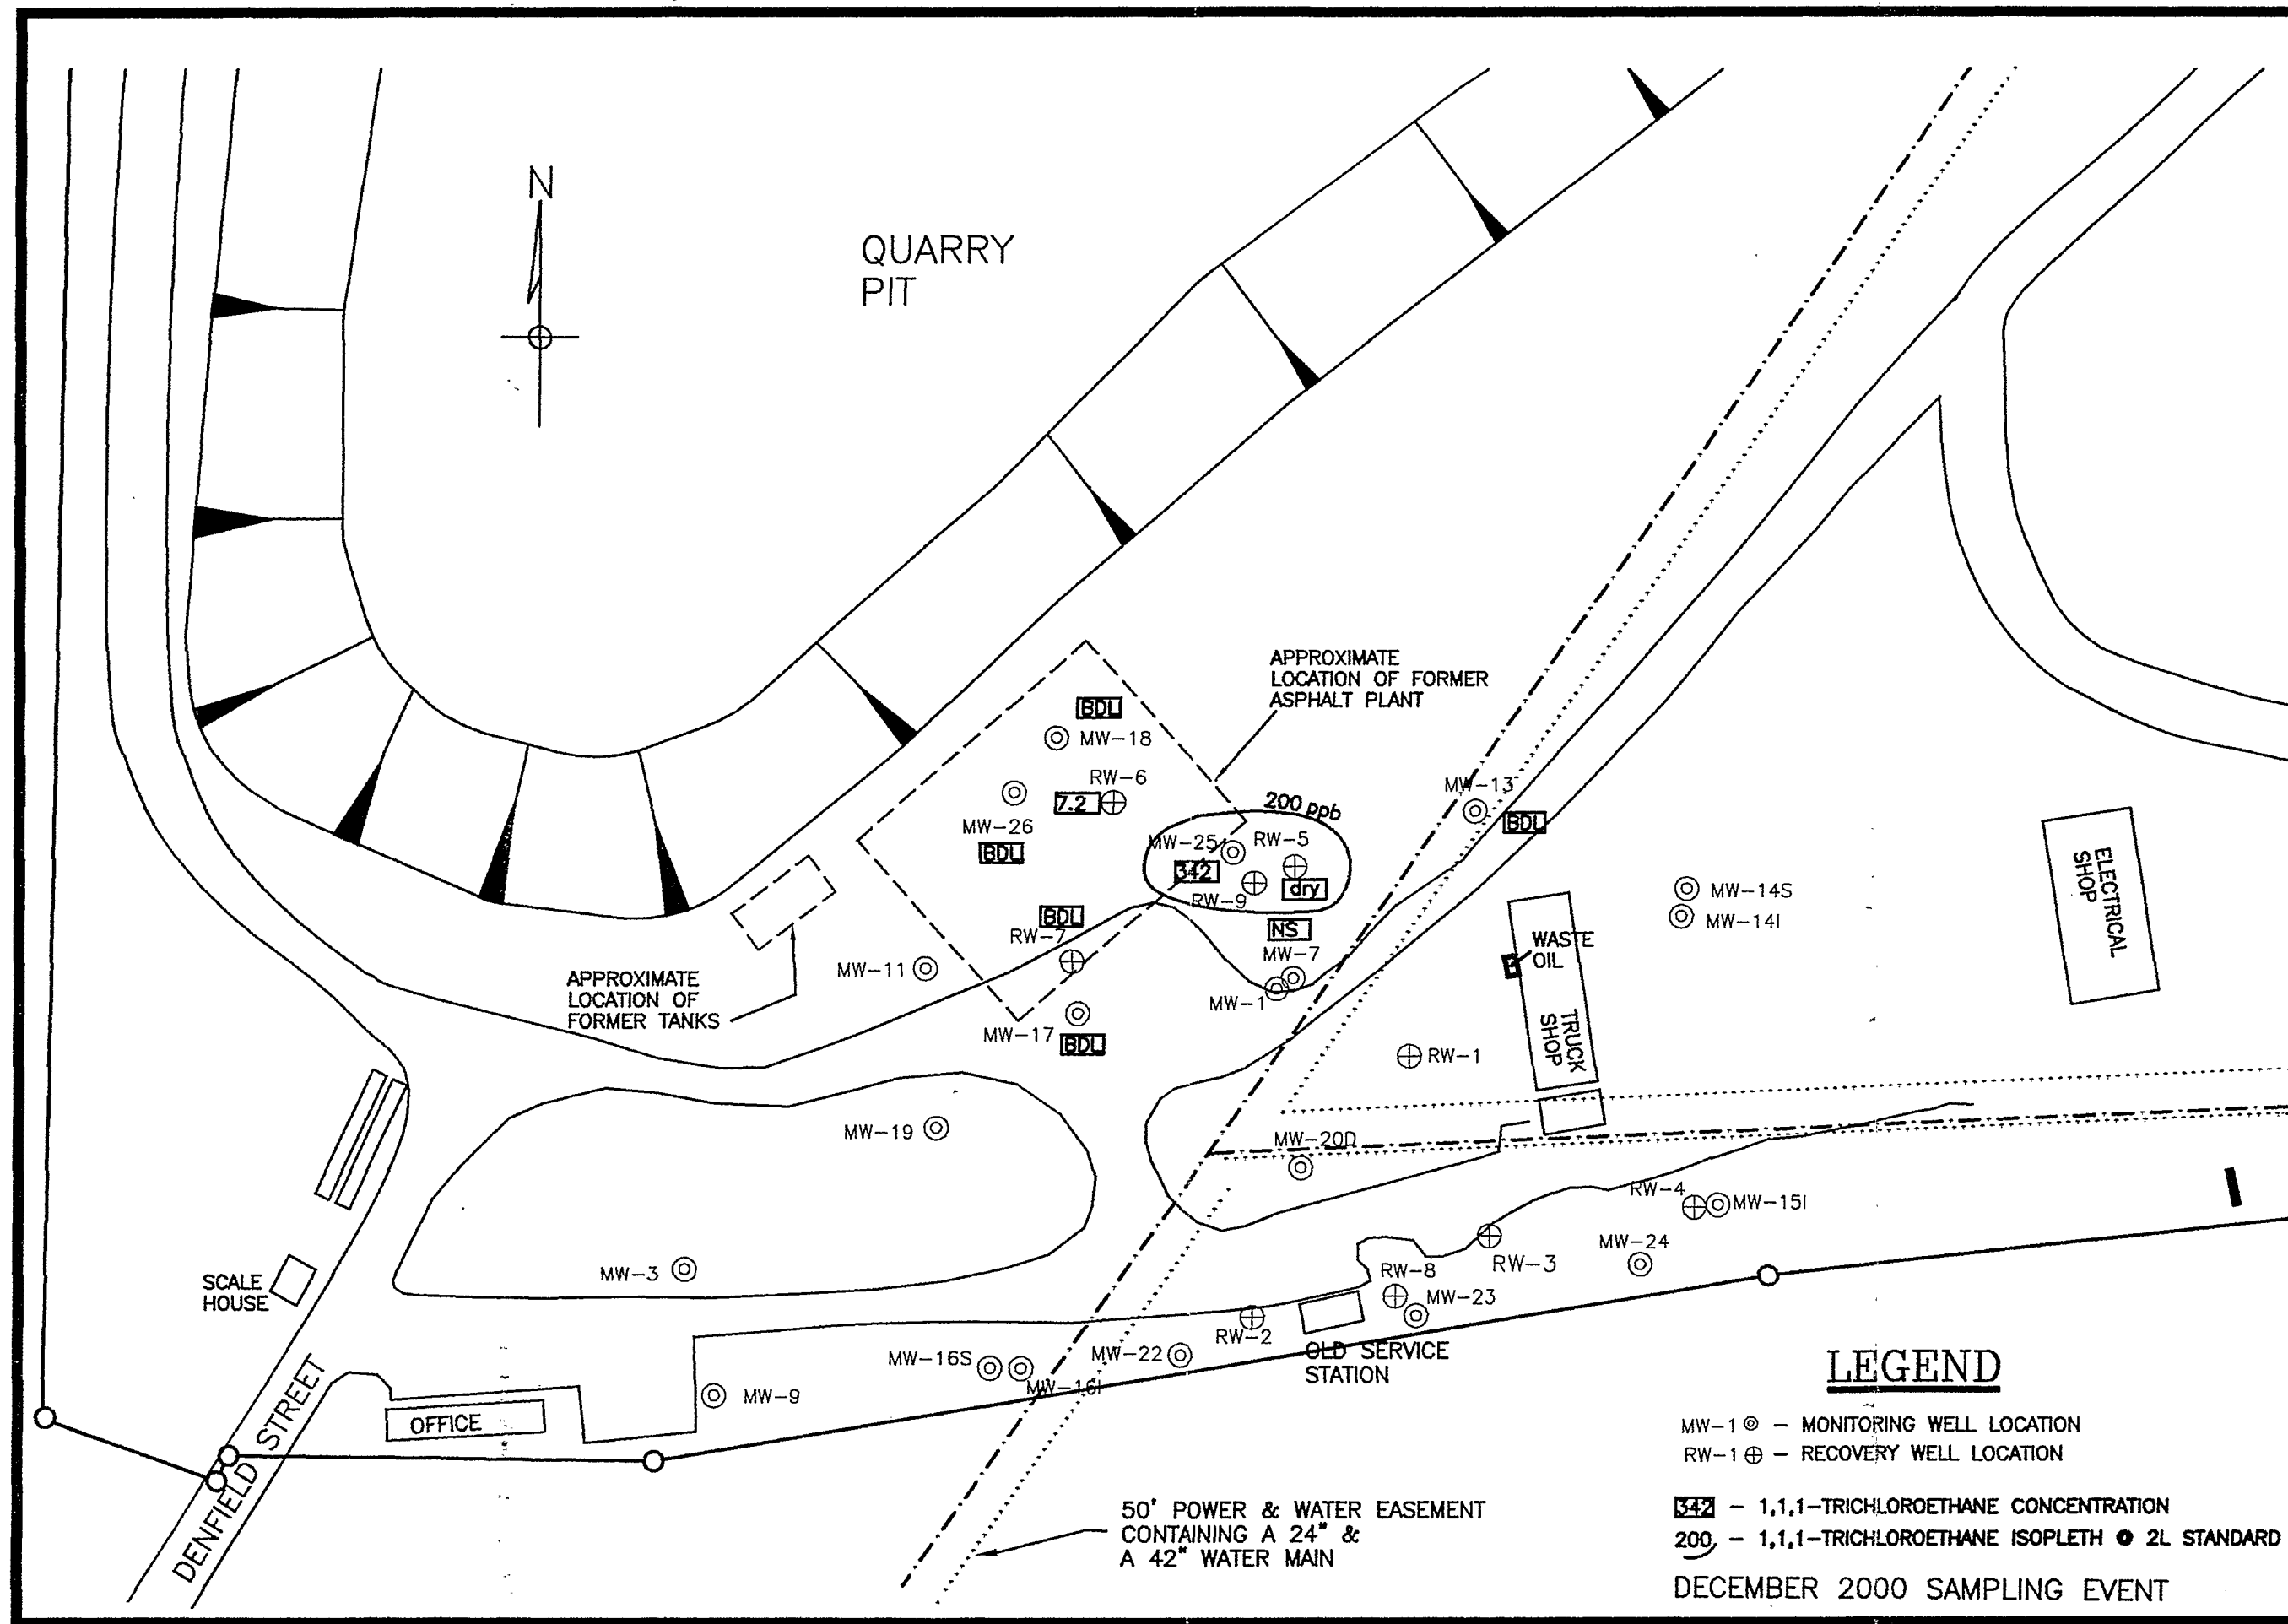 N
QUARRY
PIT
APPROXIMATE
LOCATION OF FORMER
ASPHALT PLANT
BDL
MW-18
RW-6
7.2
MW-26
BDL
200 ppb
MW-25
RW-5
342
RW-9
dry
MW-13
BDL
NS
MW-7
MW-1
BDL
RW-7
MW-11
MW-17
BDL
APPROXIMATE
LOCATION OF
FORMER TANKS
MW-14S
MW-14I
ELECTRICAL
SHOP
WASTE
OIL
TRUCK
SHOP
RW-1
MW-19
MW-20D
RW-4
MW-15I
MW-3
MW-24
RW-3
RW-8
MW-23
SCALE
HOUSE
RW-2
MW-22
MW-16S
MW-16I
OLD SERVICE
STATION
MW-9
OFFICE
DENFIELD STREET
50' POWER & WATER EASEMENT
CONTAINING A 24" &
A 42" WATER MAIN
LEGEND
MW-1 – MONITORING WELL LOCATION
RW-1 – RECOVERY WELL LOCATION
342 – 1,1,1-TRICHLOROETHANE CONCENTRATION
200 – 1,1,1-TRICHLOROETHANE ISOPLETH @ 2L STANDARD
DECEMBER 2000 SAMPLING EVENT